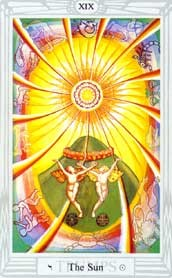 XIX
ר The Sun ☉